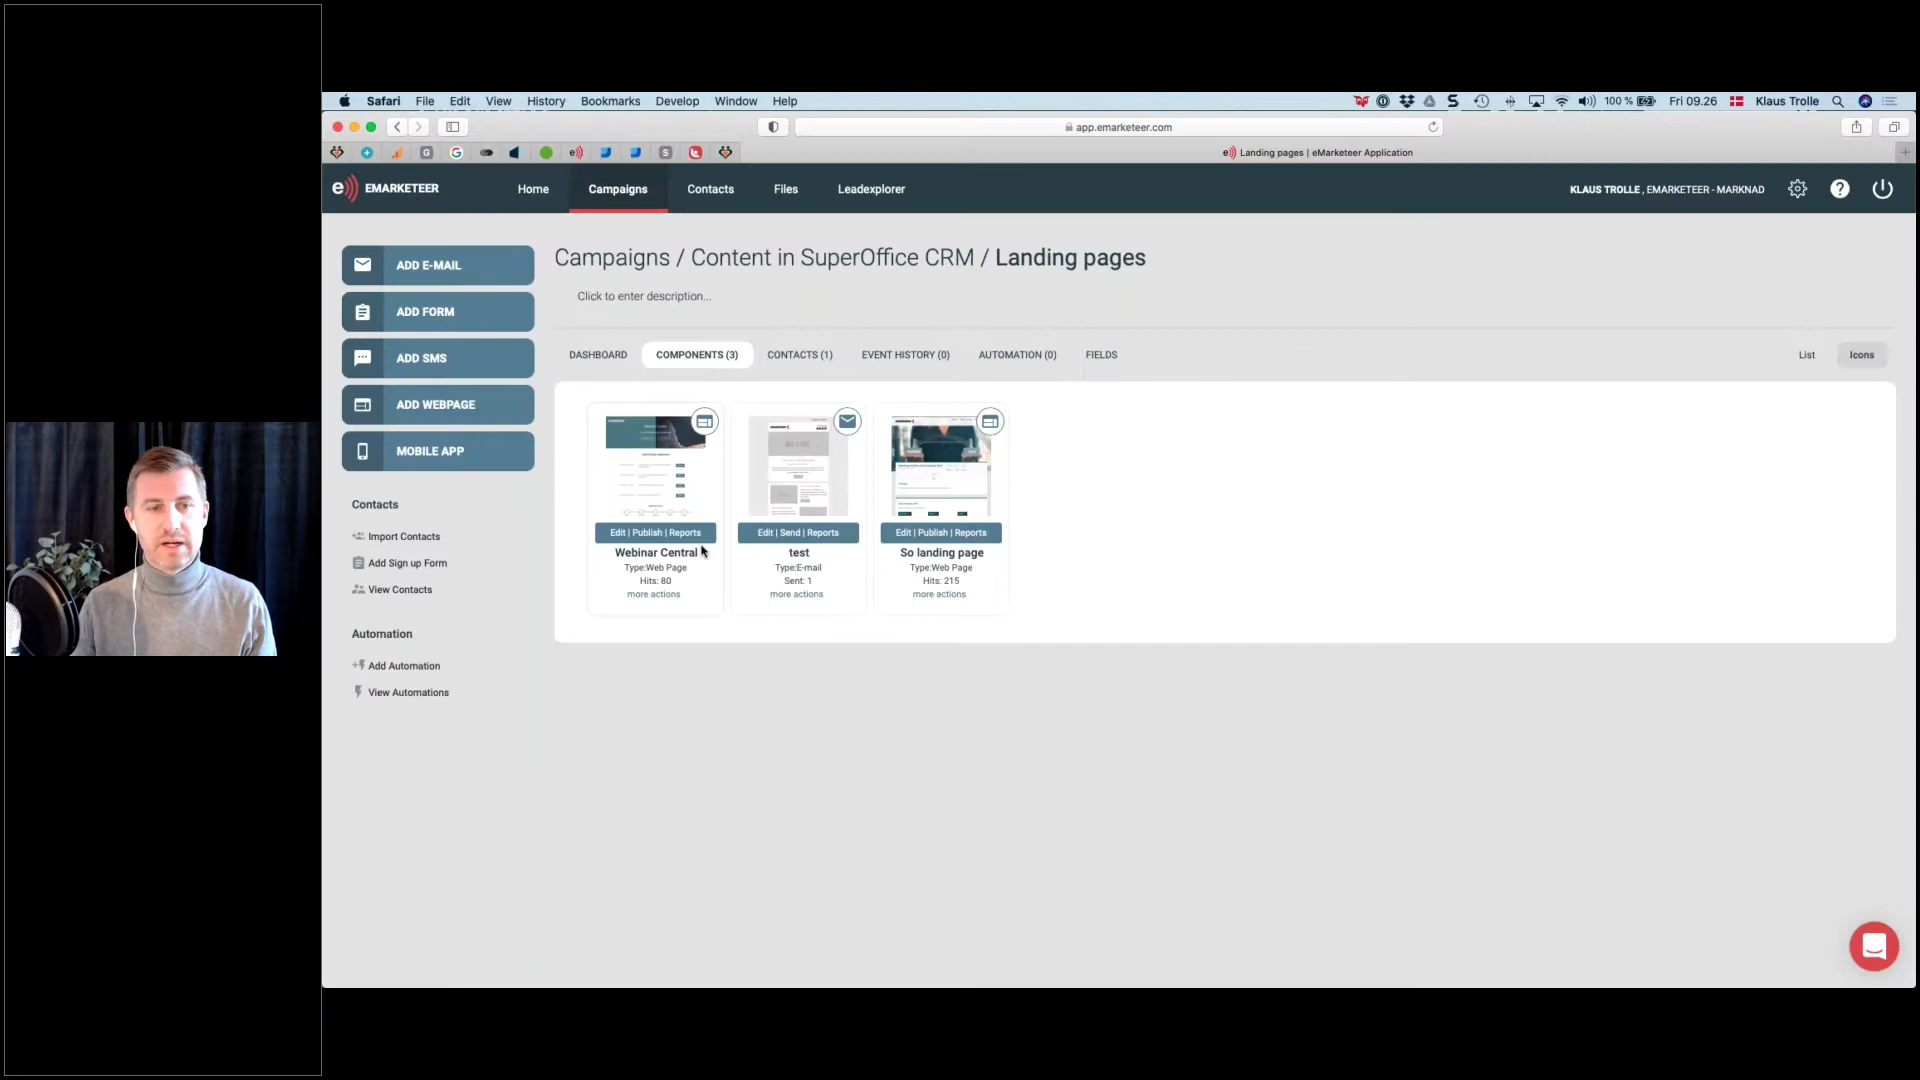 Safari File Edit View History Bookmarks Develop Window Help
100 % Fri 09.26 Klaus Trolle
app.emarketeer.com
Landing pages | eMarketeer Application
EMARKETEER Home Campaigns Contacts Files Leadexplorer KLAUS TROLLE , EMARKETEER - MARKNAD
Campaigns / Content in SuperOffice CRM / Landing pages
Click to enter description...
ADD E-MAIL
ADD FORM
ADD SMS
ADD WEBPAGE
MOBILE APP
Contacts
Import Contacts
Add Sign up Form
View Contacts
Automation
Add Automation
View Automations
DASHBOARD COMPONENTS (3) CONTACTS (1) EVENT HISTORY (0) AUTOMATION (0) FIELDS List Icons
Edit | Publish | Reports
Webinar Central
Type:Web Page
Hits: 80
more actions
Edit | Send | Reports
test
Type:E-mail
Sent: 1
more actions
Edit | Publish | Reports
So landing page
Type:Web Page
Hits: 215
more actions